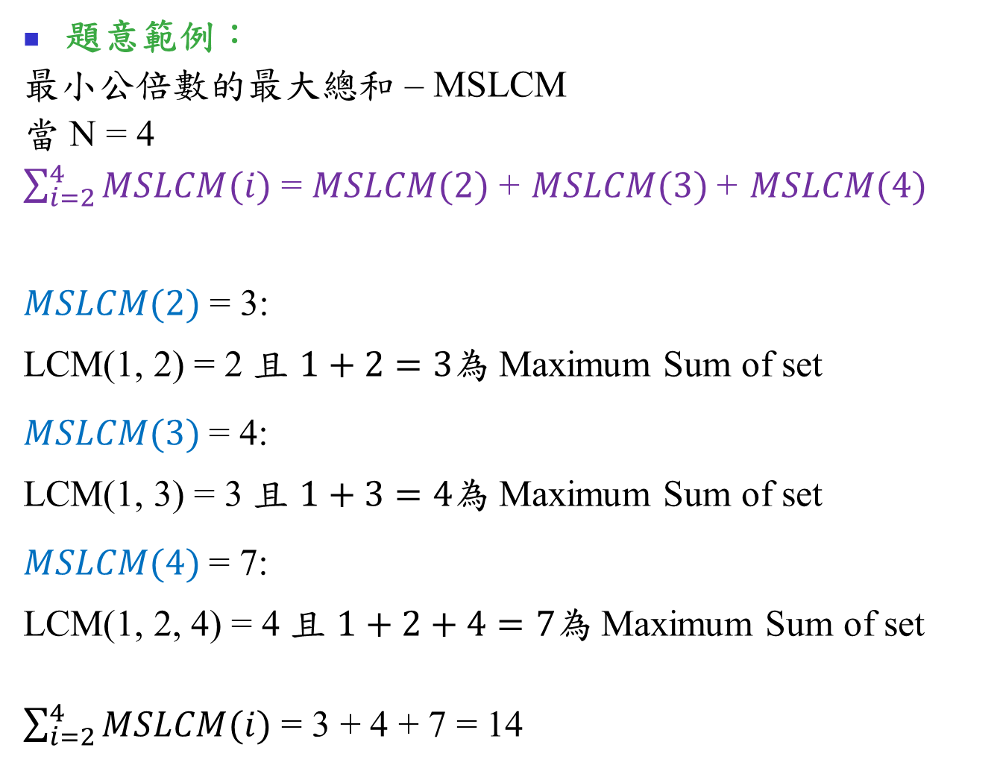 ■ 題意範例：
最小公倍數的最大總和 – MSLCM
當 N = 4
∑_{i=2}^{4} MSLCM(i) = MSLCM(2) + MSLCM(3) + MSLCM(4)
MSLCM(2) = 3:
LCM(1, 2) = 2 且 1 + 2 = 3為 Maximum Sum of set
MSLCM(3) = 4:
LCM(1, 3) = 3 且 1 + 3 = 4為 Maximum Sum of set
MSLCM(4) = 7:
LCM(1, 2, 4) = 4 且 1 + 2 + 4 = 7為 Maximum Sum of set
∑_{i=2}^{4} MSLCM(i) = 3 + 4 + 7 = 14